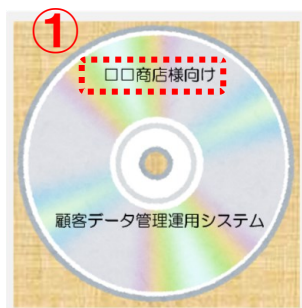 ①
□□商店様向け
顧客データ管理運用システム